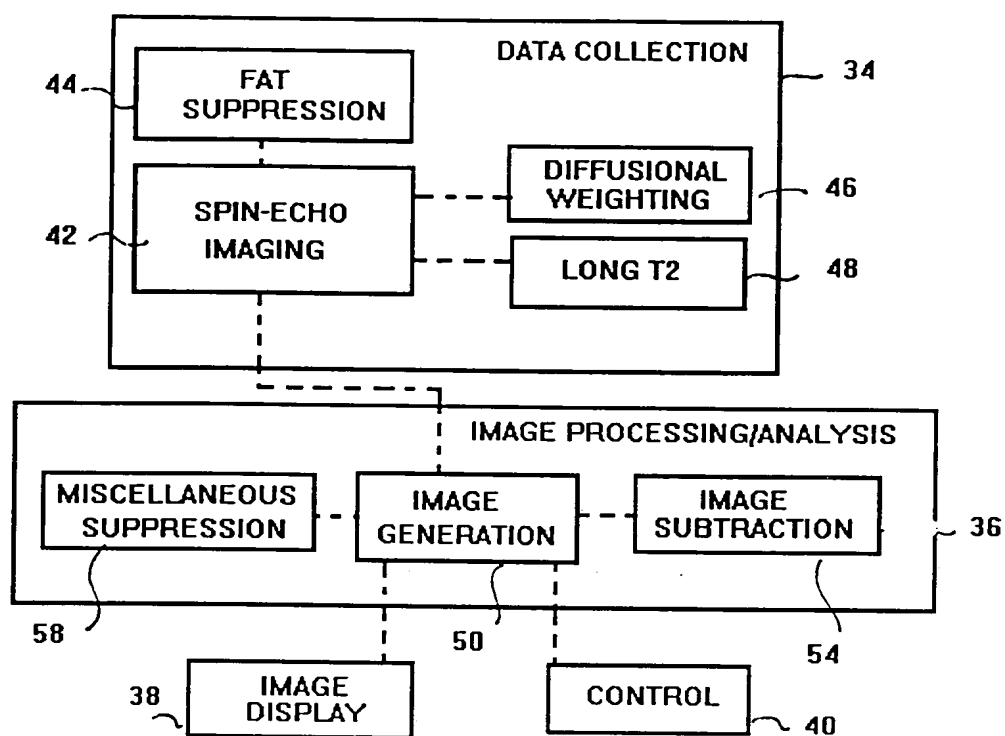 DATA COLLECTION
34
44
FAT
SUPPRESSION
DIFFUSIONAL
WEIGHTING
46
42
SPIN-ECHO
IMAGING
LONG T2
48
IMAGE PROCESSING/ANALYSIS
MISCELLANEOUS
SUPPRESSION
IMAGE
GENERATION
IMAGE
SUBTRACTION
36
58
50
54
38
IMAGE
DISPLAY
CONTROL
40